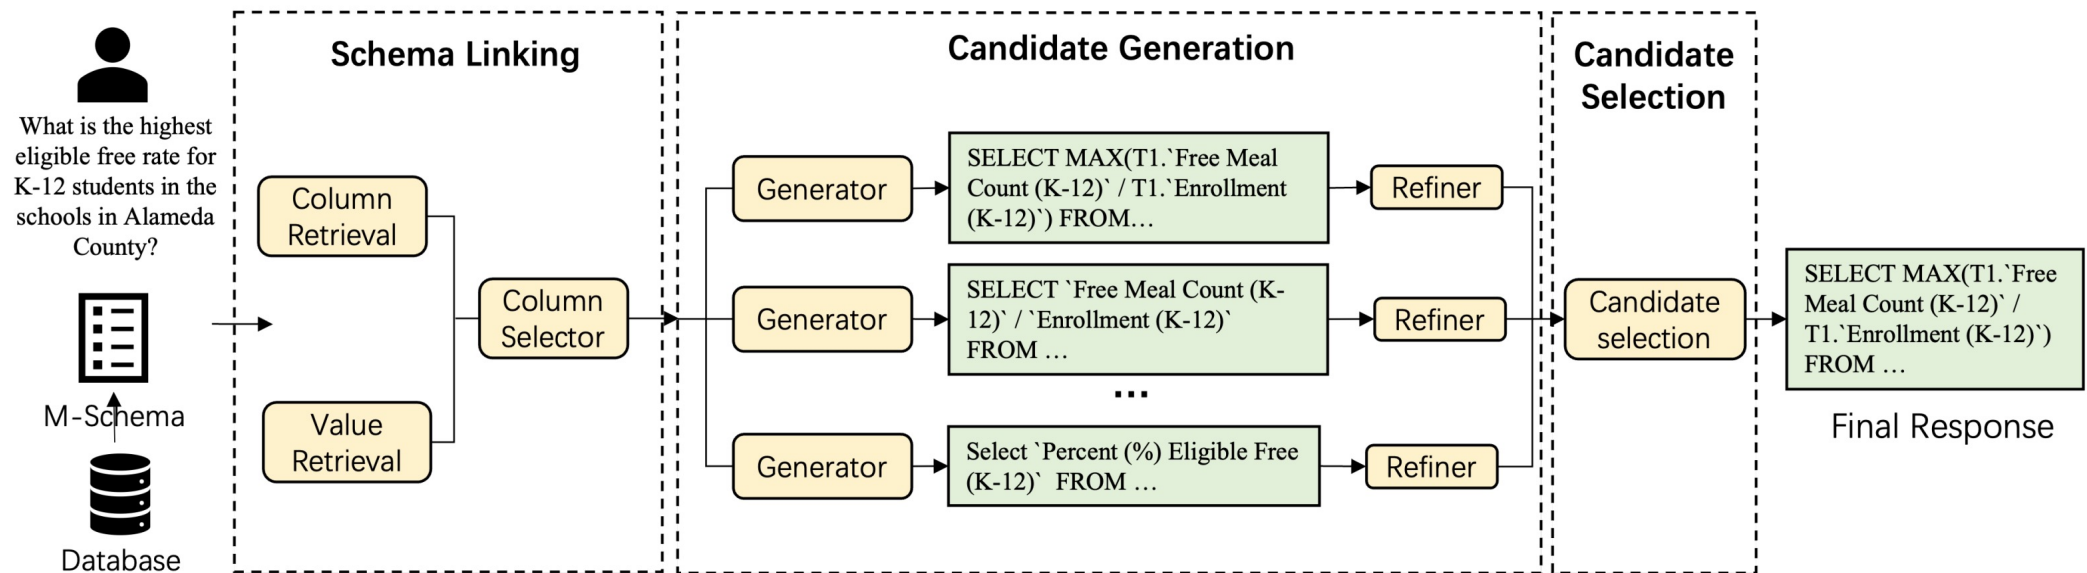 What is the highest
eligible free rate for
K-12 students in the
schools in Alameda
County?
M-Schema
Database
Schema Linking
Column
Retrieval
Value
Retrieval
Column
Selector
Candidate Generation
Generator
SELECT MAX(T1.`Free Meal
Count (K-12)` / T1.`Enrollment
(K-12)`) FROM…
Refiner
Generator
SELECT `Free Meal Count (K-
12)` / `Enrollment (K-12)`
FROM …
Refiner
...
Generator
Select `Percent (%) Eligible Free
(K-12)` FROM …
Refiner
Candidate
Selection
Candidate
selection
SELECT MAX(T1.`Free
Meal Count (K-12)` /
T1.`Enrollment (K-12)`)
FROM …
Final Response